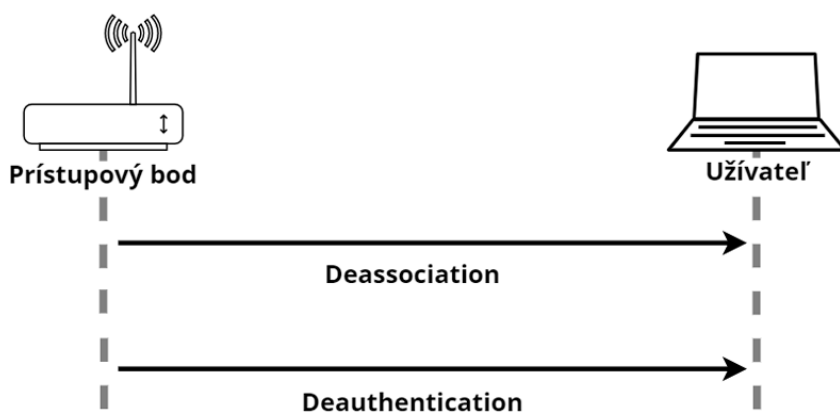 Prístupový bod
Užívateľ
Deassociation
Deauthentication